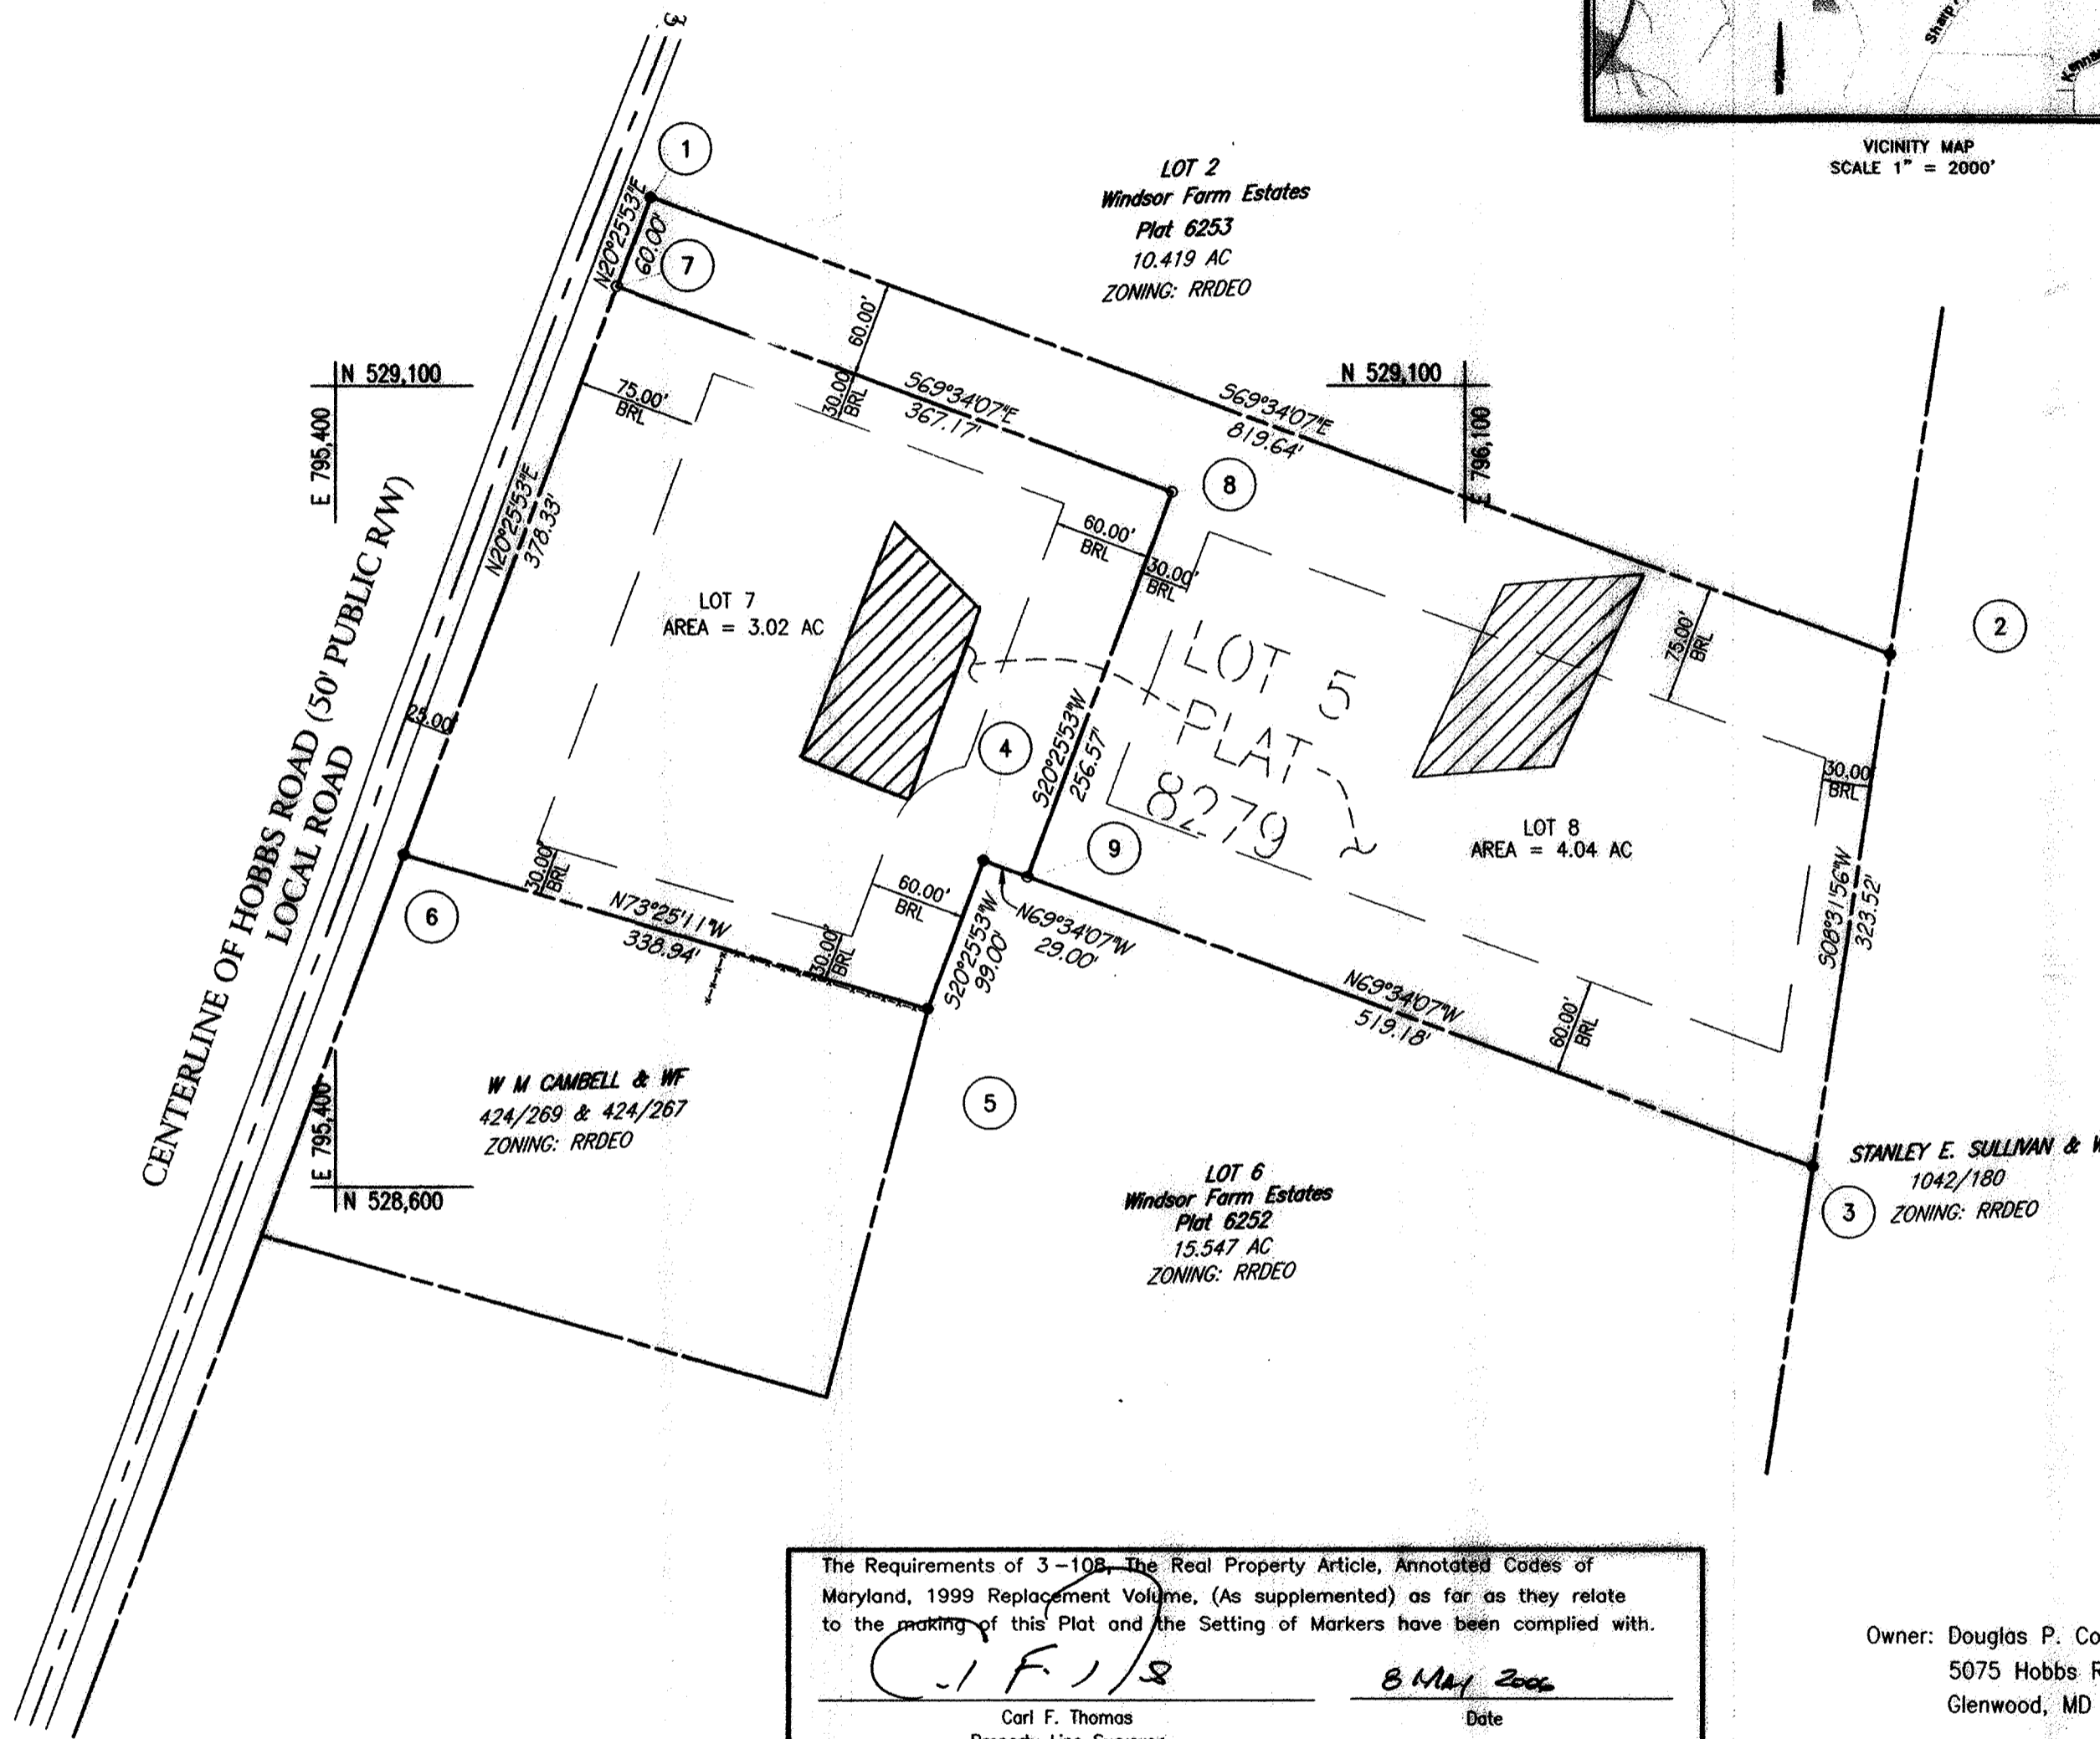 3
Sharp
VICINITY MAP
SCALE 1" = 2000'
1
LOT 2
Windsor Farm Estates
Plat 6253
10.419 AC
ZONING: RRDEO
N20°25'53"E
60.00'
7
60.00'
N 529,100
E 795,400
N 529,100
E 796,100
75.00'
BRL
30.00'
BRL
S69°34'07"E
367.17'
S69°34'07"E
819.64'
8
N20°25'53"E
378.33'
60.00'
BRL
30.00'
BRL
LOT 7
AREA = 3.02 AC
LOT 5
PLAT
8279
75.00'
BRL
2
CENTERLINE OF HOBBS ROAD (50' PUBLIC R/W)
LOCAL ROAD
25.00'
4
S20°25'53"W
256.57'
30.00'
BRL
LOT 8
AREA = 4.04 AC
9
30.00'
BRL
6
N73°25'11"W
338.94'
60.00'
BRL
30.00'
BRL
S20°25'53"W
99.00'
N69°34'07"W
29.00'
N69°34'07"W
519.18'
60.00'
BRL
S08°31'56"W
323.52'
5
W M CAMBELL & WF
424/269 & 424/267
ZONING: RRDEO
E 795,400
N 528,600
LOT 6
Windsor Farm Estates
Plat 6252
15.547 AC
ZONING: RRDEO
STANLEY E. SULLIVAN & W
1042/180
3
ZONING: RRDEO
The Requirements of 3-108, The Real Property Article, Annotated Codes of
Maryland, 1999 Replacement Volume, (As supplemented) as far as they relate
to the making of this Plat and the Setting of Markers have been complied with.
8 MAY 2006
Carl F. Thomas
Date
Property Line Surveyor
Owner: Douglas P. Co
5075 Hobbs R
Glenwood, MD